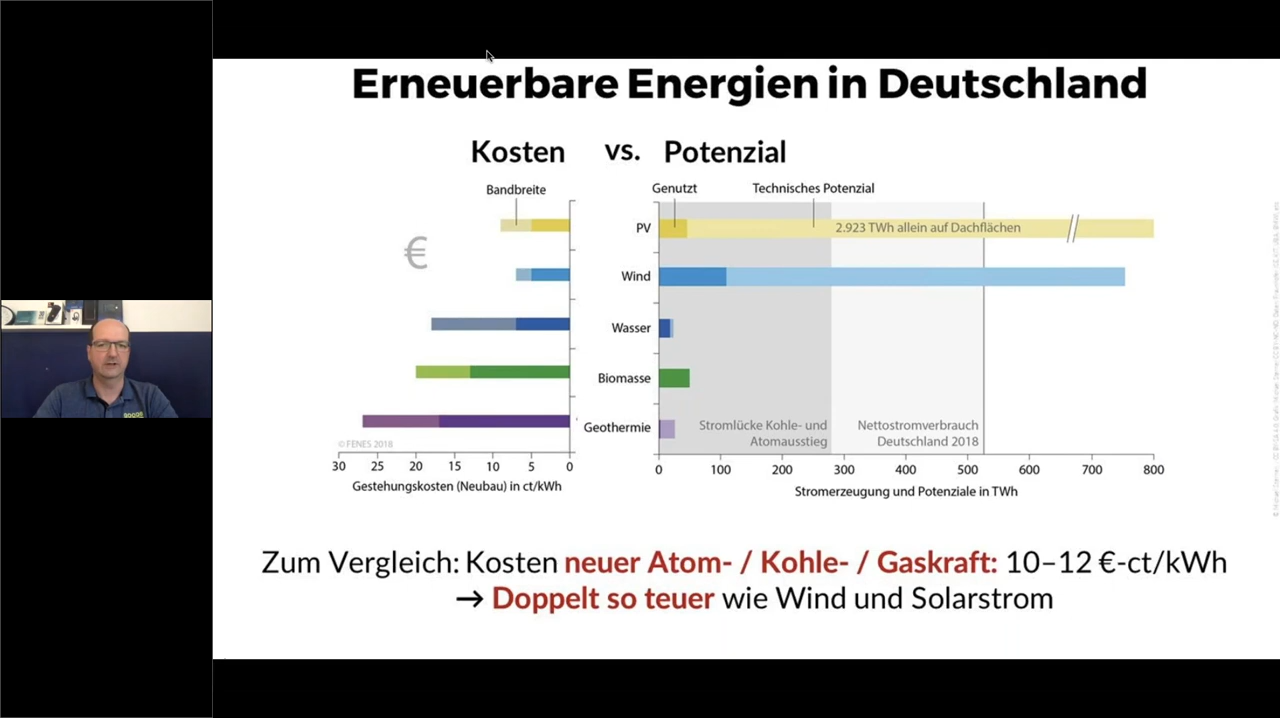 Erneuerbare Energien in Deutschland
Kosten vs. Potenzial
Bandbreite
Genutzt
Technisches Potenzial
€
PV
2.923 TWh allein auf Dachflächen
Wind
Wasser
Biomasse
Geothermie
Stromlücke Kohle- und
Atomausstieg
Nettostromverbrauch
Deutschland 2018
© FENES 2018
30 25 20 15 10 5 0
Gestehungskosten (Neubau) in ct/kWh
0 100 200 300 400 500 600 700 800
Stromerzeugung und Potenziale in TWh
Zum Vergleich: Kosten neuer Atom- / Kohle- / Gaskraft: 10–12 €-ct/kWh
→ Doppelt so teuer wie Wind und Solarstrom